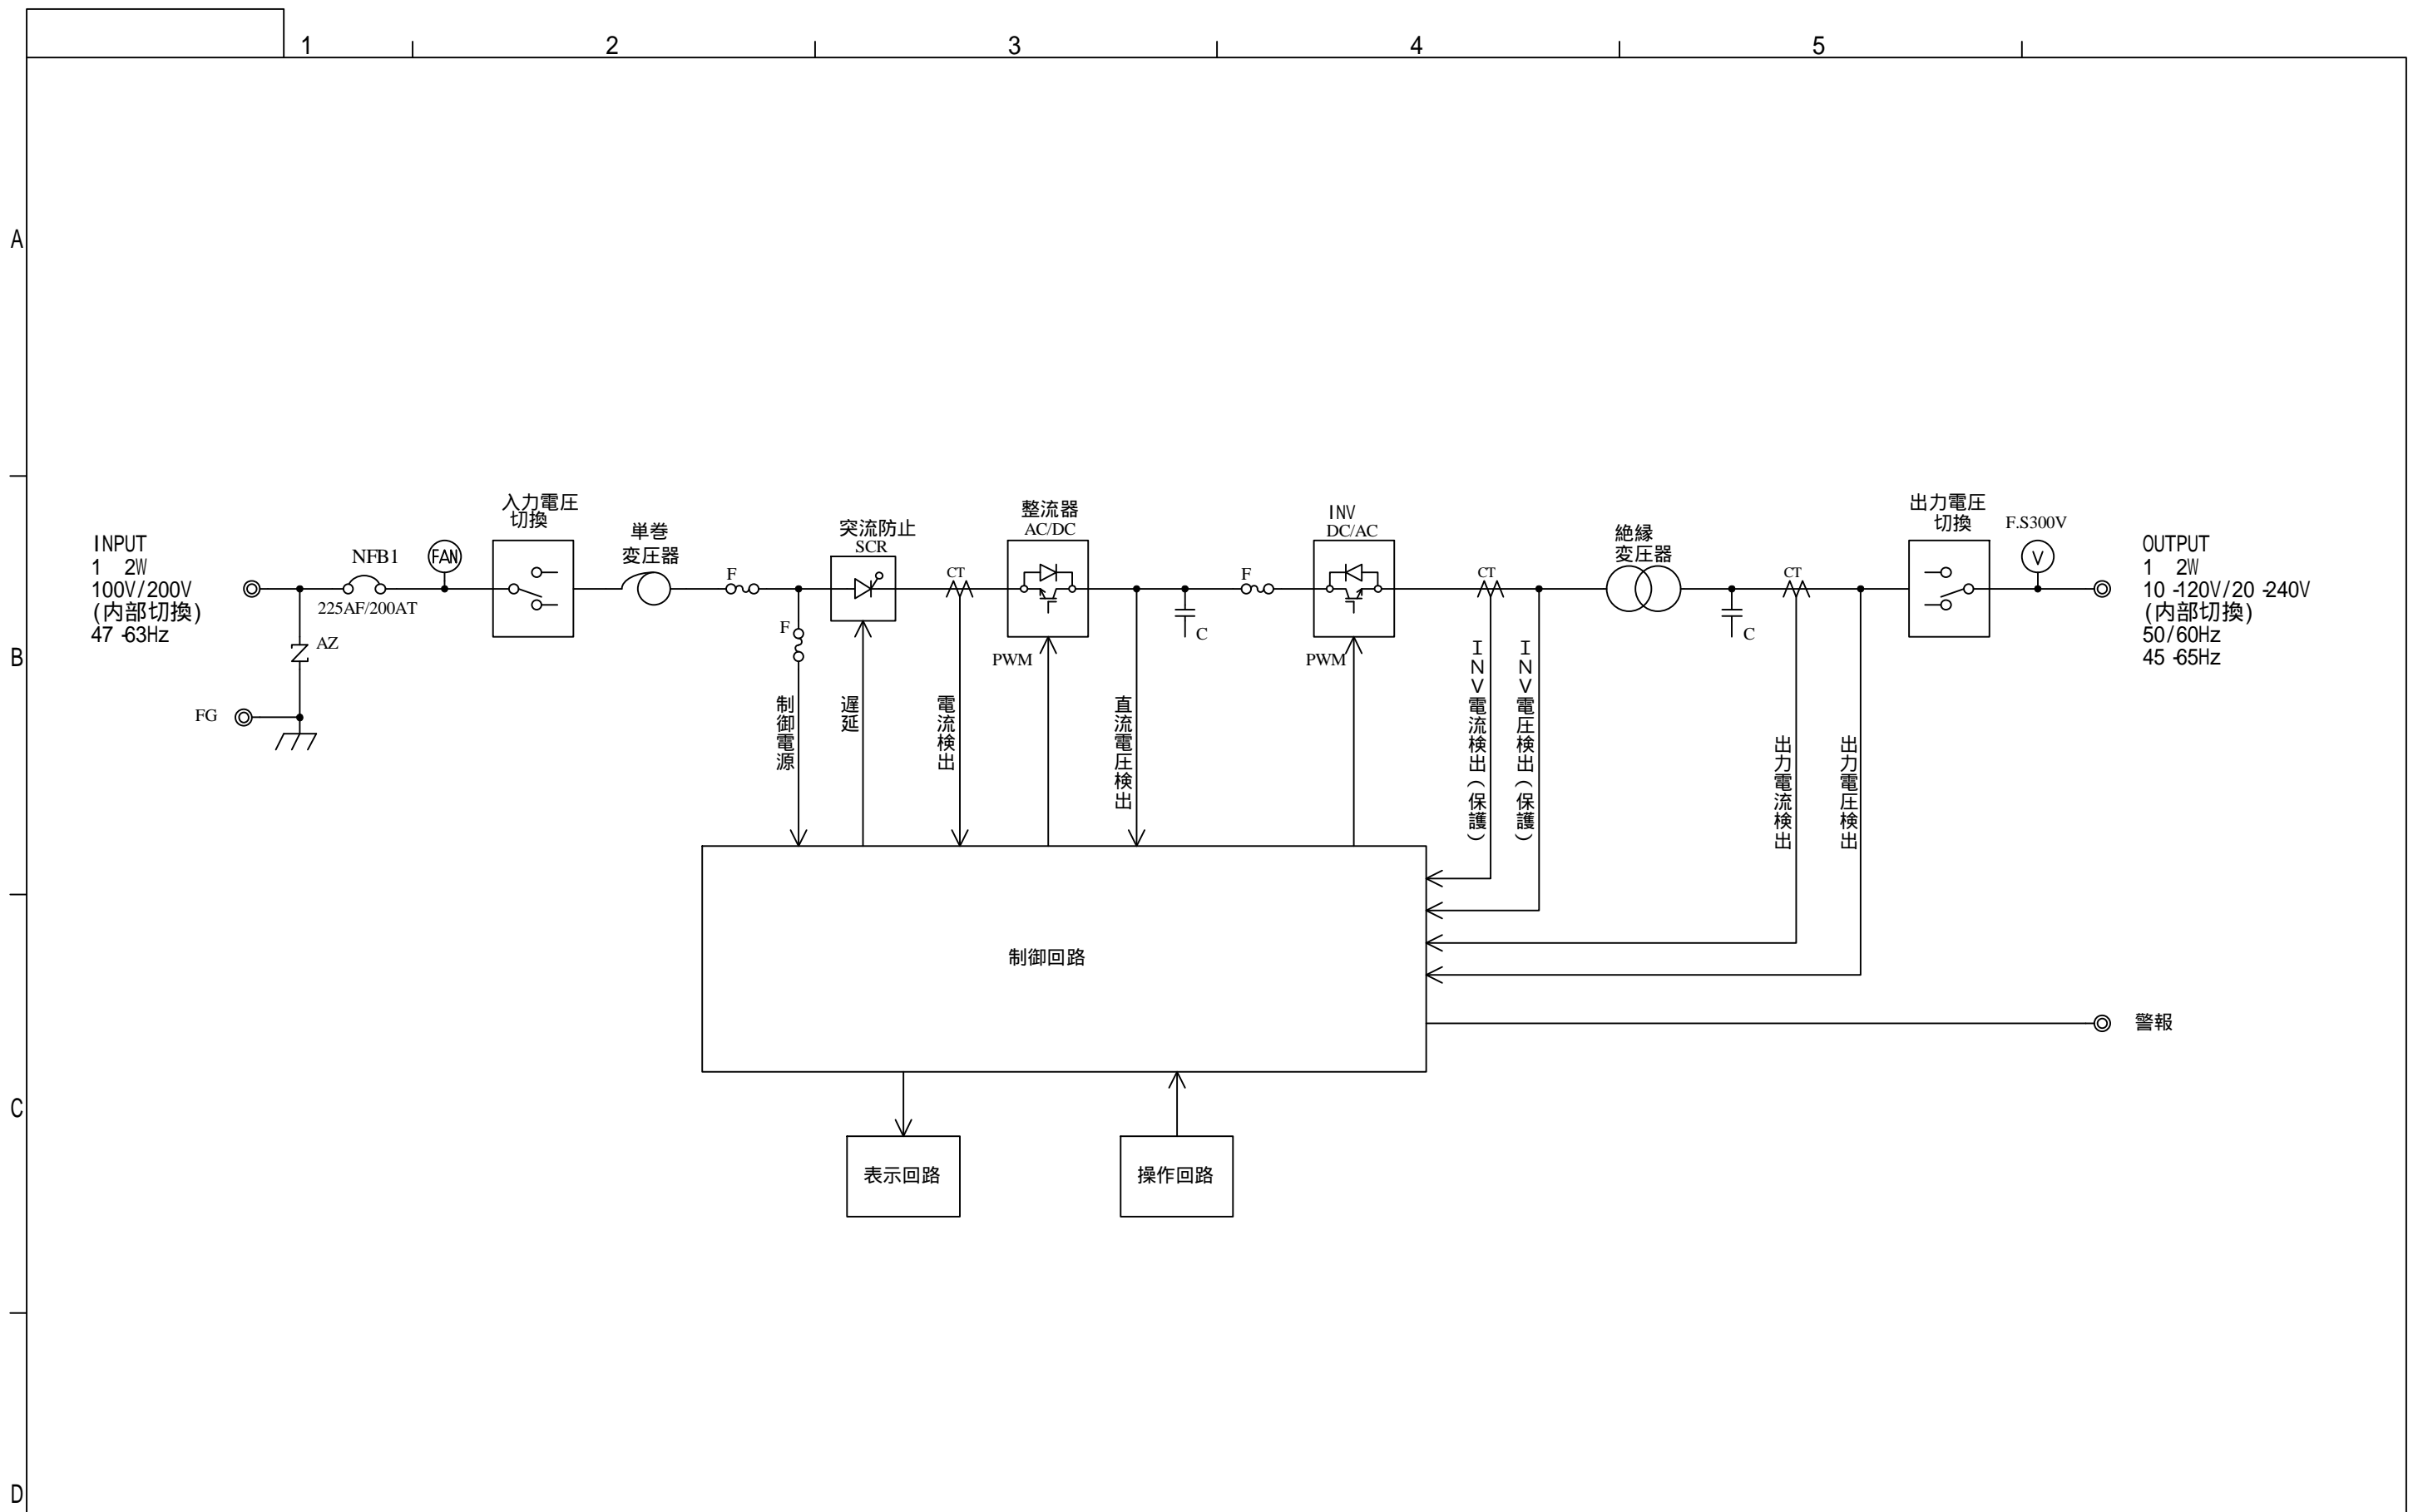 1
2
3
4
5
A
B
C
D
INPUT
1 2W
100V/200V
(内部切換)
47-63Hz
FG
AZ
NFB1
225AF/200AT
FAN
入力電圧
切換
単巻
変圧器
F
F
制御電源
突流防止
SCR
遅延
CT
電流検出
整流器
AC/DC
PWM
直流電圧検出
C
F
INV
DC/AC
PWM
CT
INV電流検出(保護)
INV電圧検出(保護)
絶縁
変圧器
C
CT
出力電流検出
出力電圧検出
出力電圧
切換
F.S300V
V
OUTPUT
1 2W
10-120V/20-240V
(内部切換)
50/60Hz
45-65Hz
制御回路
警報
表示回路
操作回路